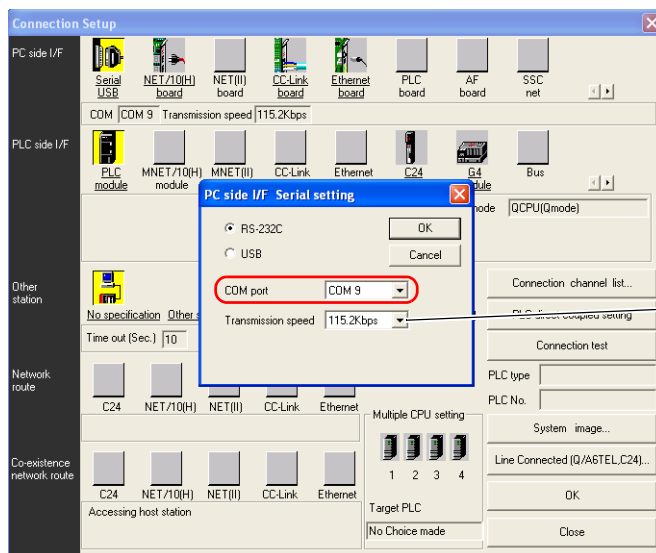 Connection Setup
PC side I/F
Serial USB
NET/10(H) board
NET(II) board
CC-Link board
Ethernet board
PLC board
AF board
SSC net
COM COM 9 Transmission speed 115.2Kbps
PLC side I/F
PLC module
MNET/10(H) module
MNET(II)
CC-Link
Ethernet
C24
G4
Bus
QCPU(Qmode)
PC side I/F Serial setting
RS-232C
OK
USB
Cancel
COM port COM 9
Transmission speed 115.2Kbps
Other station
No specification
Other
Time out (Sec.) 10
Connection channel list...
PLC direct coupled setting
Connection test
Network route
C24
NET/10(H)
NET(II)
CC-Link
Ethernet
PLC type
PLC No.
Multiple CPU setting
1 2 3 4
Target PLC
No Choice made
System image...
Line Connected (Q/A6TEL,C24)...
OK
Close
Co-existence network route
C24
NET/10(H)
NET(II)
CC-Link
Ethernet
Accessing host station